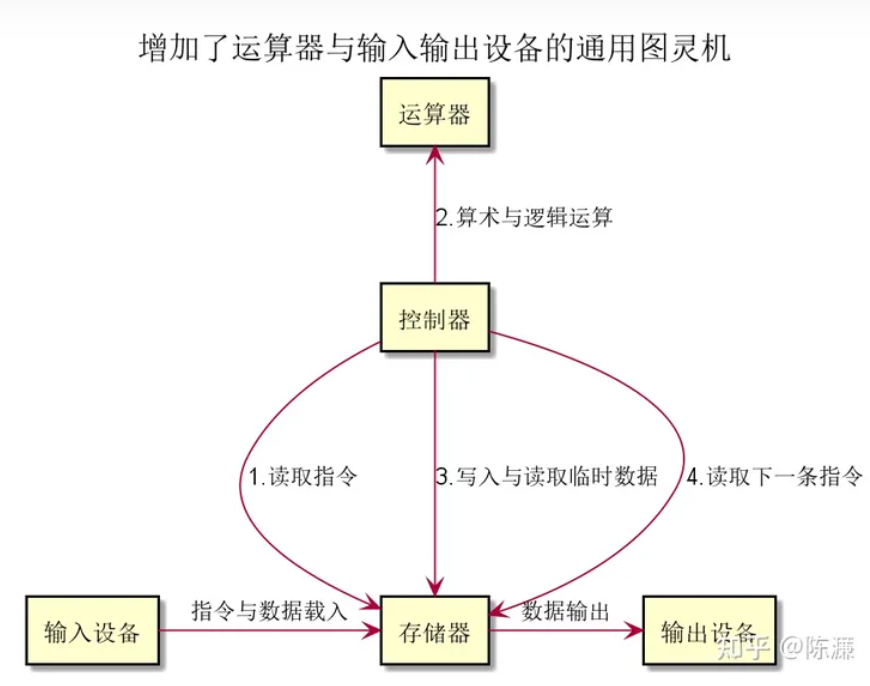 增加了运算器与输入输出设备的通用图灵机
运算器
2.算术与逻辑运算
控制器
1.读取指令
3.写入与读取临时数据
4.读取下一条指令
输入设备
指令与数据载入
存储器
数据输出
输出设备
知乎 @陈濂